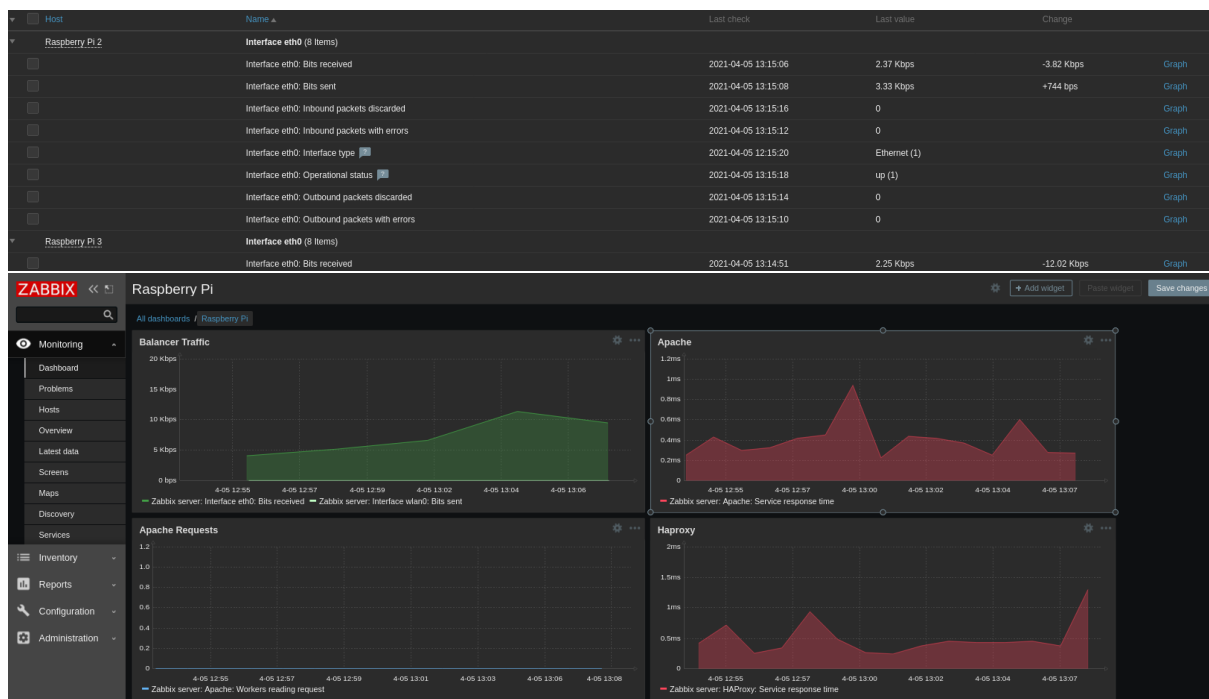 Host Name Last check Last value Change
Raspberry Pi 2 Interface eth0 (8 Items)
Interface eth0: Bits received 2021-04-05 13:15:06 2.37 Kbps -3.82 Kbps Graph
Interface eth0: Bits sent 2021-04-05 13:15:08 3.33 Kbps +744 bps Graph
Interface eth0: Inbound packets discarded 2021-04-05 13:15:16 0 Graph
Interface eth0: Inbound packets with errors 2021-04-05 13:15:12 0 Graph
Interface eth0: Interface type ? 2021-04-05 12:15:20 Ethernet (1) Graph
Interface eth0: Operational status ? 2021-04-05 13:15:18 up (1) Graph
Interface eth0: Outbound packets discarded 2021-04-05 13:15:14 0 Graph
Interface eth0: Outbound packets with errors 2021-04-05 13:15:10 0 Graph
Raspberry Pi 3 Interface eth0 (8 Items)
Interface eth0: Bits received 2021-04-05 13:14:51 2.25 Kbps -12.02 Kbps Graph
ZABBIX
Raspberry Pi
+ Add widget Paste widget Save changes
All dashboards / Raspberry Pi
Monitoring
Dashboard
Problems
Hosts
Overview
Latest data
Screens
Maps
Discovery
Services
Inventory
Reports
Configuration
Administration
Balancer Traffic
20 Kbps
15 Kbps
10 Kbps
5 Kbps
0 bps
4-05 12:55 4-05 12:57 4-05 12:59 4-05 13:02 4-05 13:04 4-05 13:06
Zabbix server: Interface eth0: Bits received Zabbix server: Interface wlan0: Bits sent
Apache
1.2ms
1ms
0.8ms
0.6ms
0.4ms
0.2ms
0
4-05 12:55 4-05 12:57 4-05 13:00 4-05 13:02 4-05 13:04 4-05 13:07
Zabbix server: Apache: Service response time
Apache Requests
1.2
1.0
0.8
0.6
0.4
0.2
0
4-05 12:55 4-05 12:57 4-05 12:59 4-05 13:01 4-05 13:03 4-05 13:06 4-05 13:08
Zabbix server: Apache: Workers reading request
Haproxy
2ms
1.5ms
1ms
0.5ms
0
4-05 12:55 4-05 12:57 4-05 13:00 4-05 13:02 4-05 13:04 4-05 13:07
Zabbix server: HAProxy: Service response time